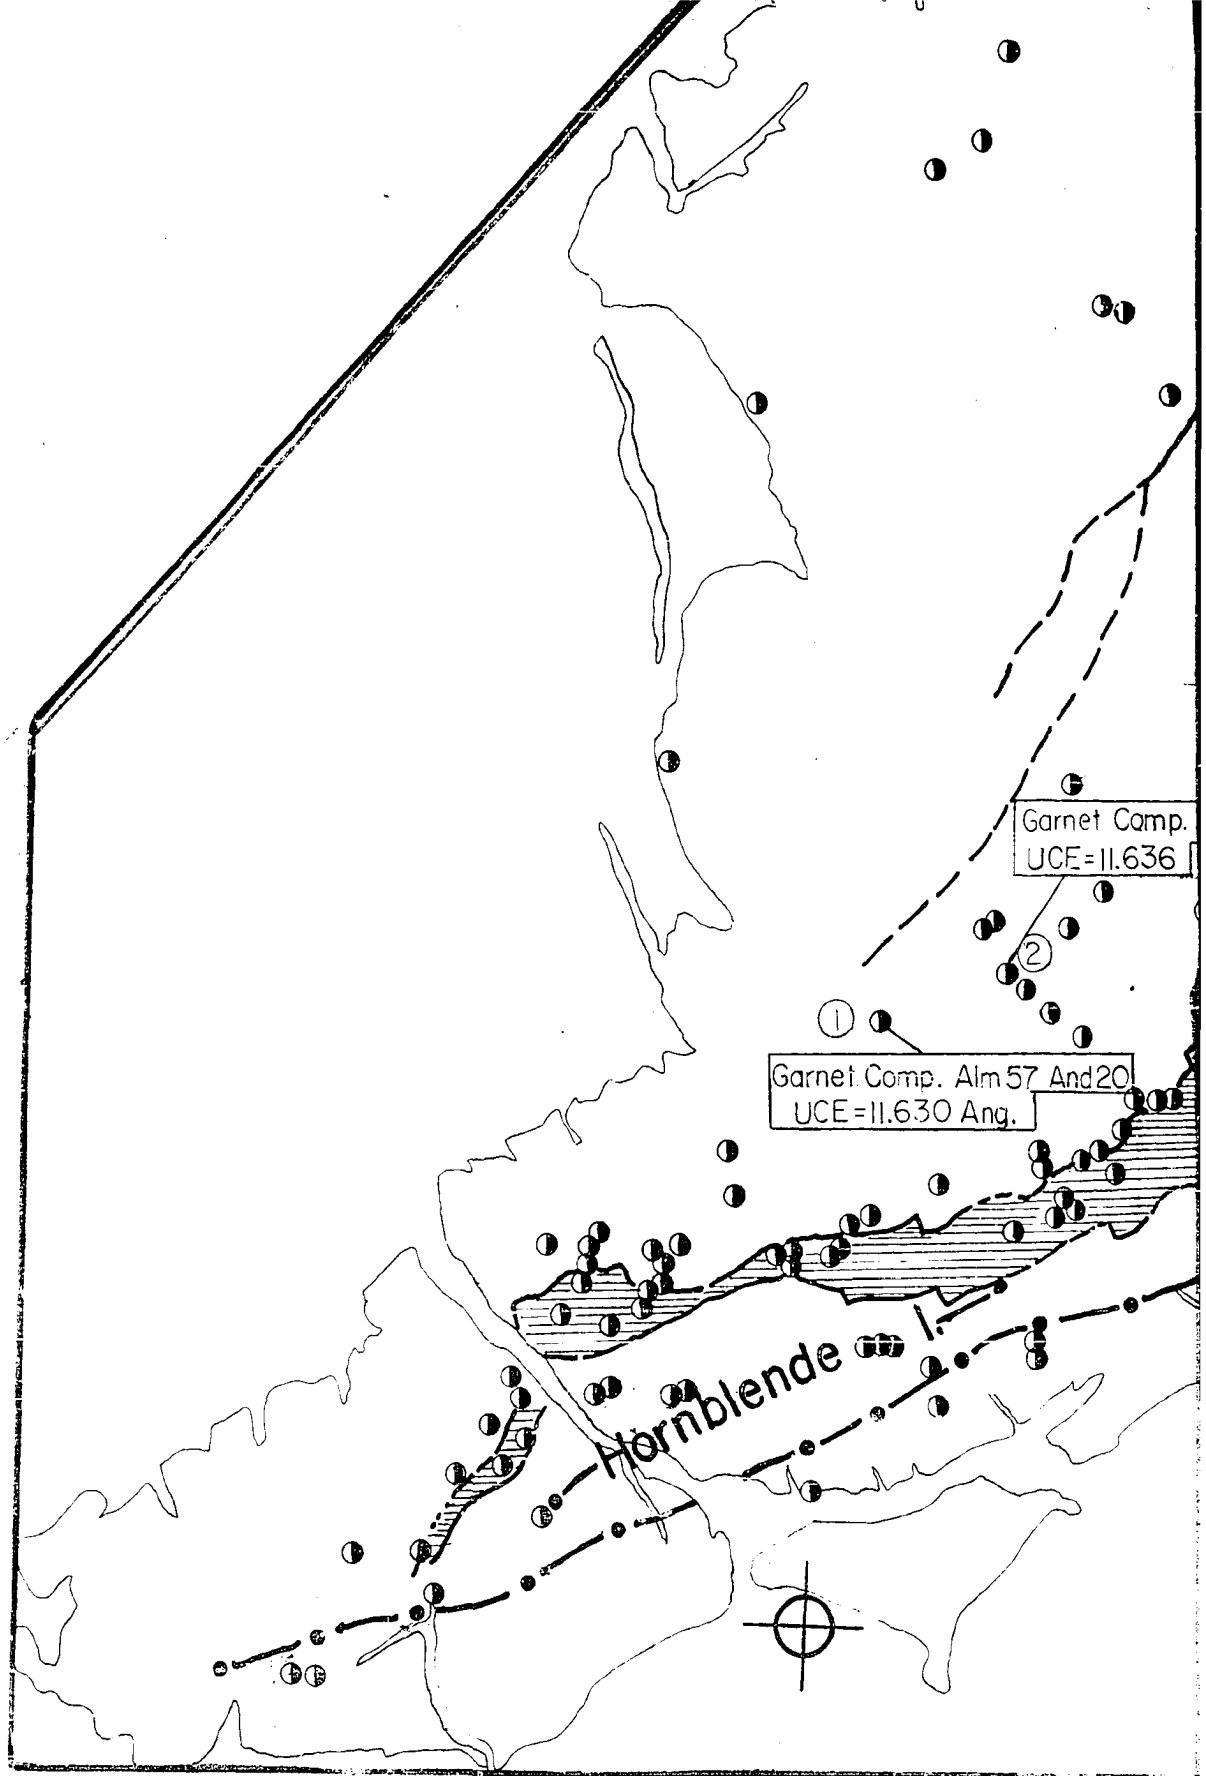 Garnet Comp.
UCE=11.636
2
1
Garnet Comp. Alm 57 And 20
UCE=11.630 Ang.
Hornblende I.